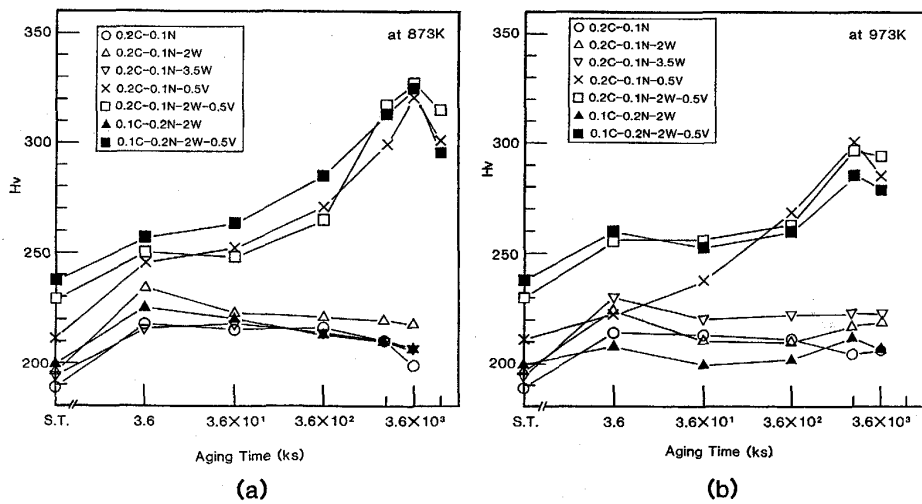 at 873K
0.2C-0.1N
0.2C-0.1N-2W
0.2C-0.1N-3.5W
0.2C-0.1N-0.5V
0.2C-0.1N-2W-0.5V
0.1C-0.2N-2W
0.1C-0.2N-2W-0.5V
350
300
250
200
Hv
S.T.
3.6
3.6×10¹
3.6×10²
3.6×10³
Aging Time (ks)
(a)
at 973K
0.2C-0.1N
0.2C-0.1N-2W
0.2C-0.1N-3.5W
0.2C-0.1N-0.5V
0.2C-0.1N-2W-0.5V
0.1C-0.2N-2W
0.1C-0.2N-2W-0.5V
350
300
250
200
Hv
S.T.
3.6
3.6×10¹
3.6×10²
3.6×10³
Aging Time (ks)
(b)